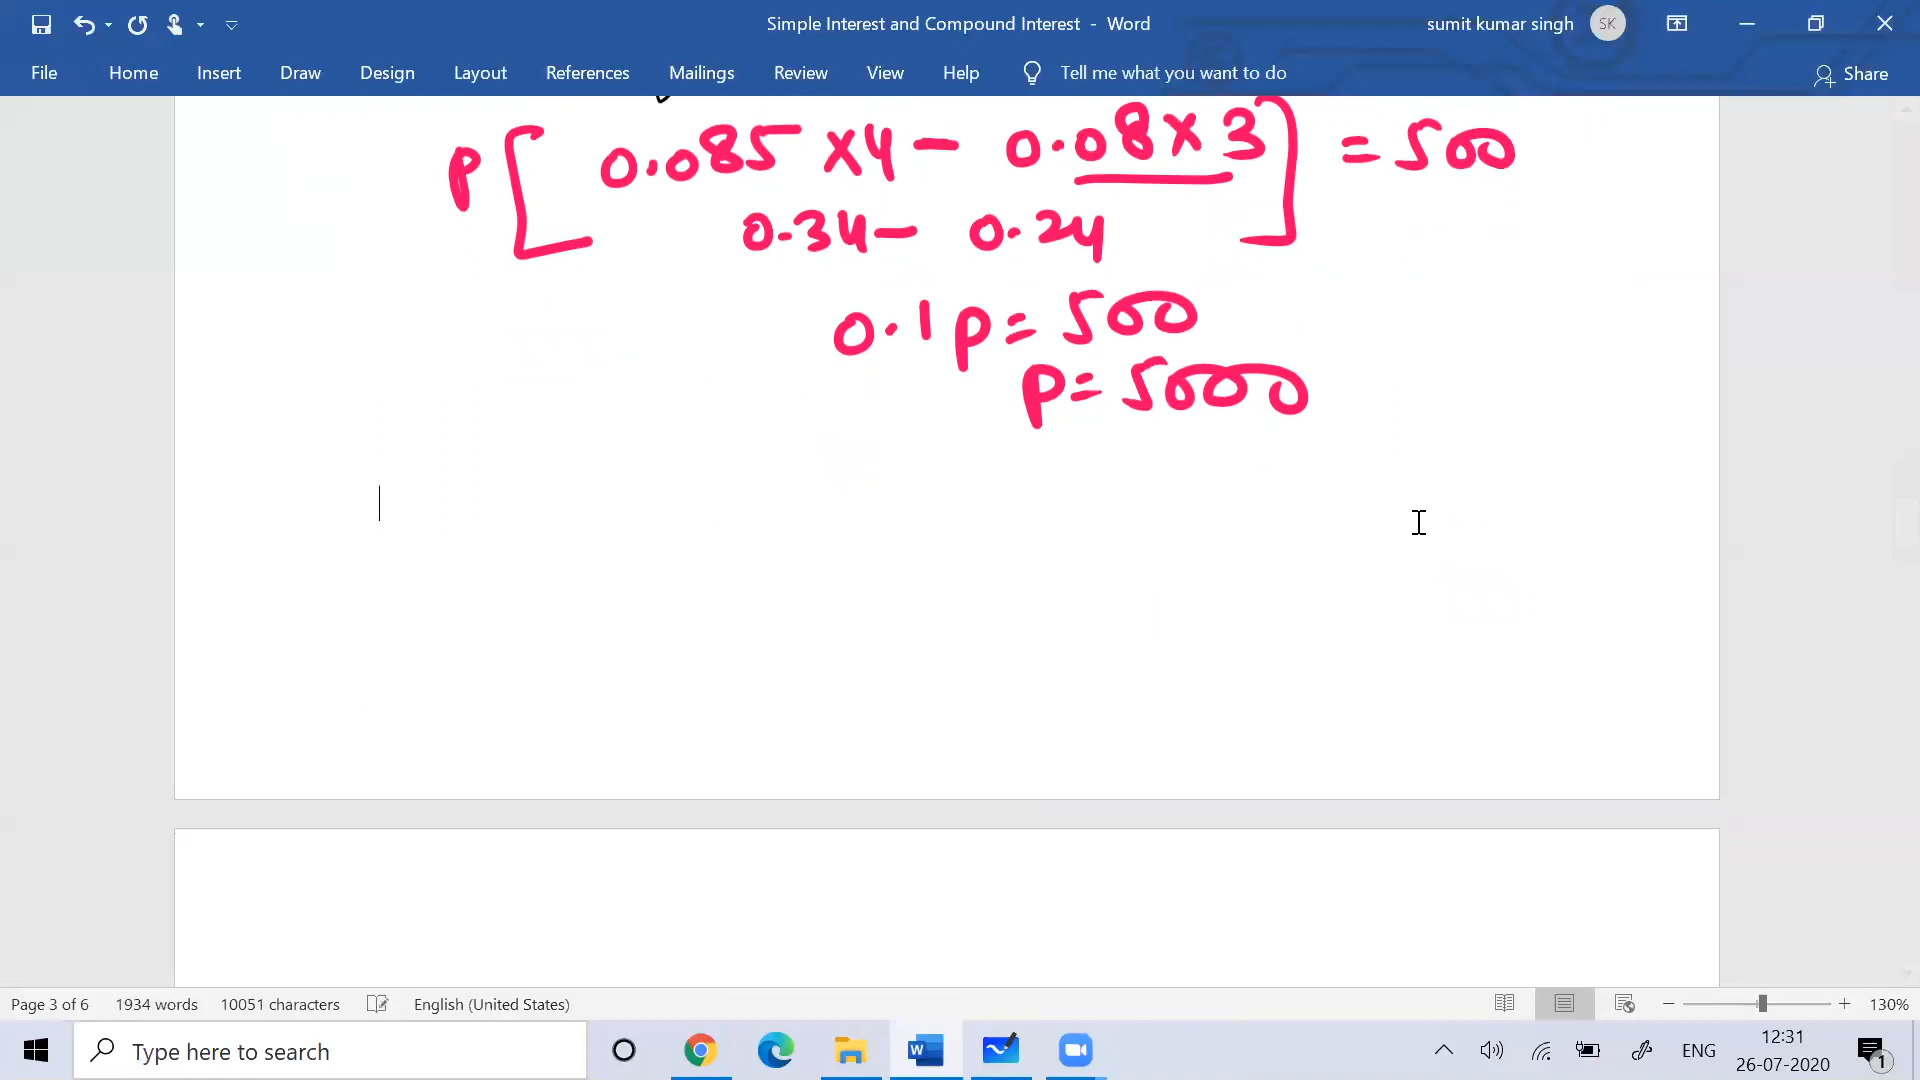 Simple Interest and Compound Interest - Word
sumit kumar singh SK
File Home Insert Draw Design Layout References Mailings Review View Help Tell me what you want to do Share
P[ 0.085 x4 - 0.08 x 3 ] = 500
0.34 - 0.24
0.1 P = 500
P = 5000
Page 3 of 6 1934 words 10051 characters English (United States) 130%
Type here to search
ENG
12:31
26-07-2020
1